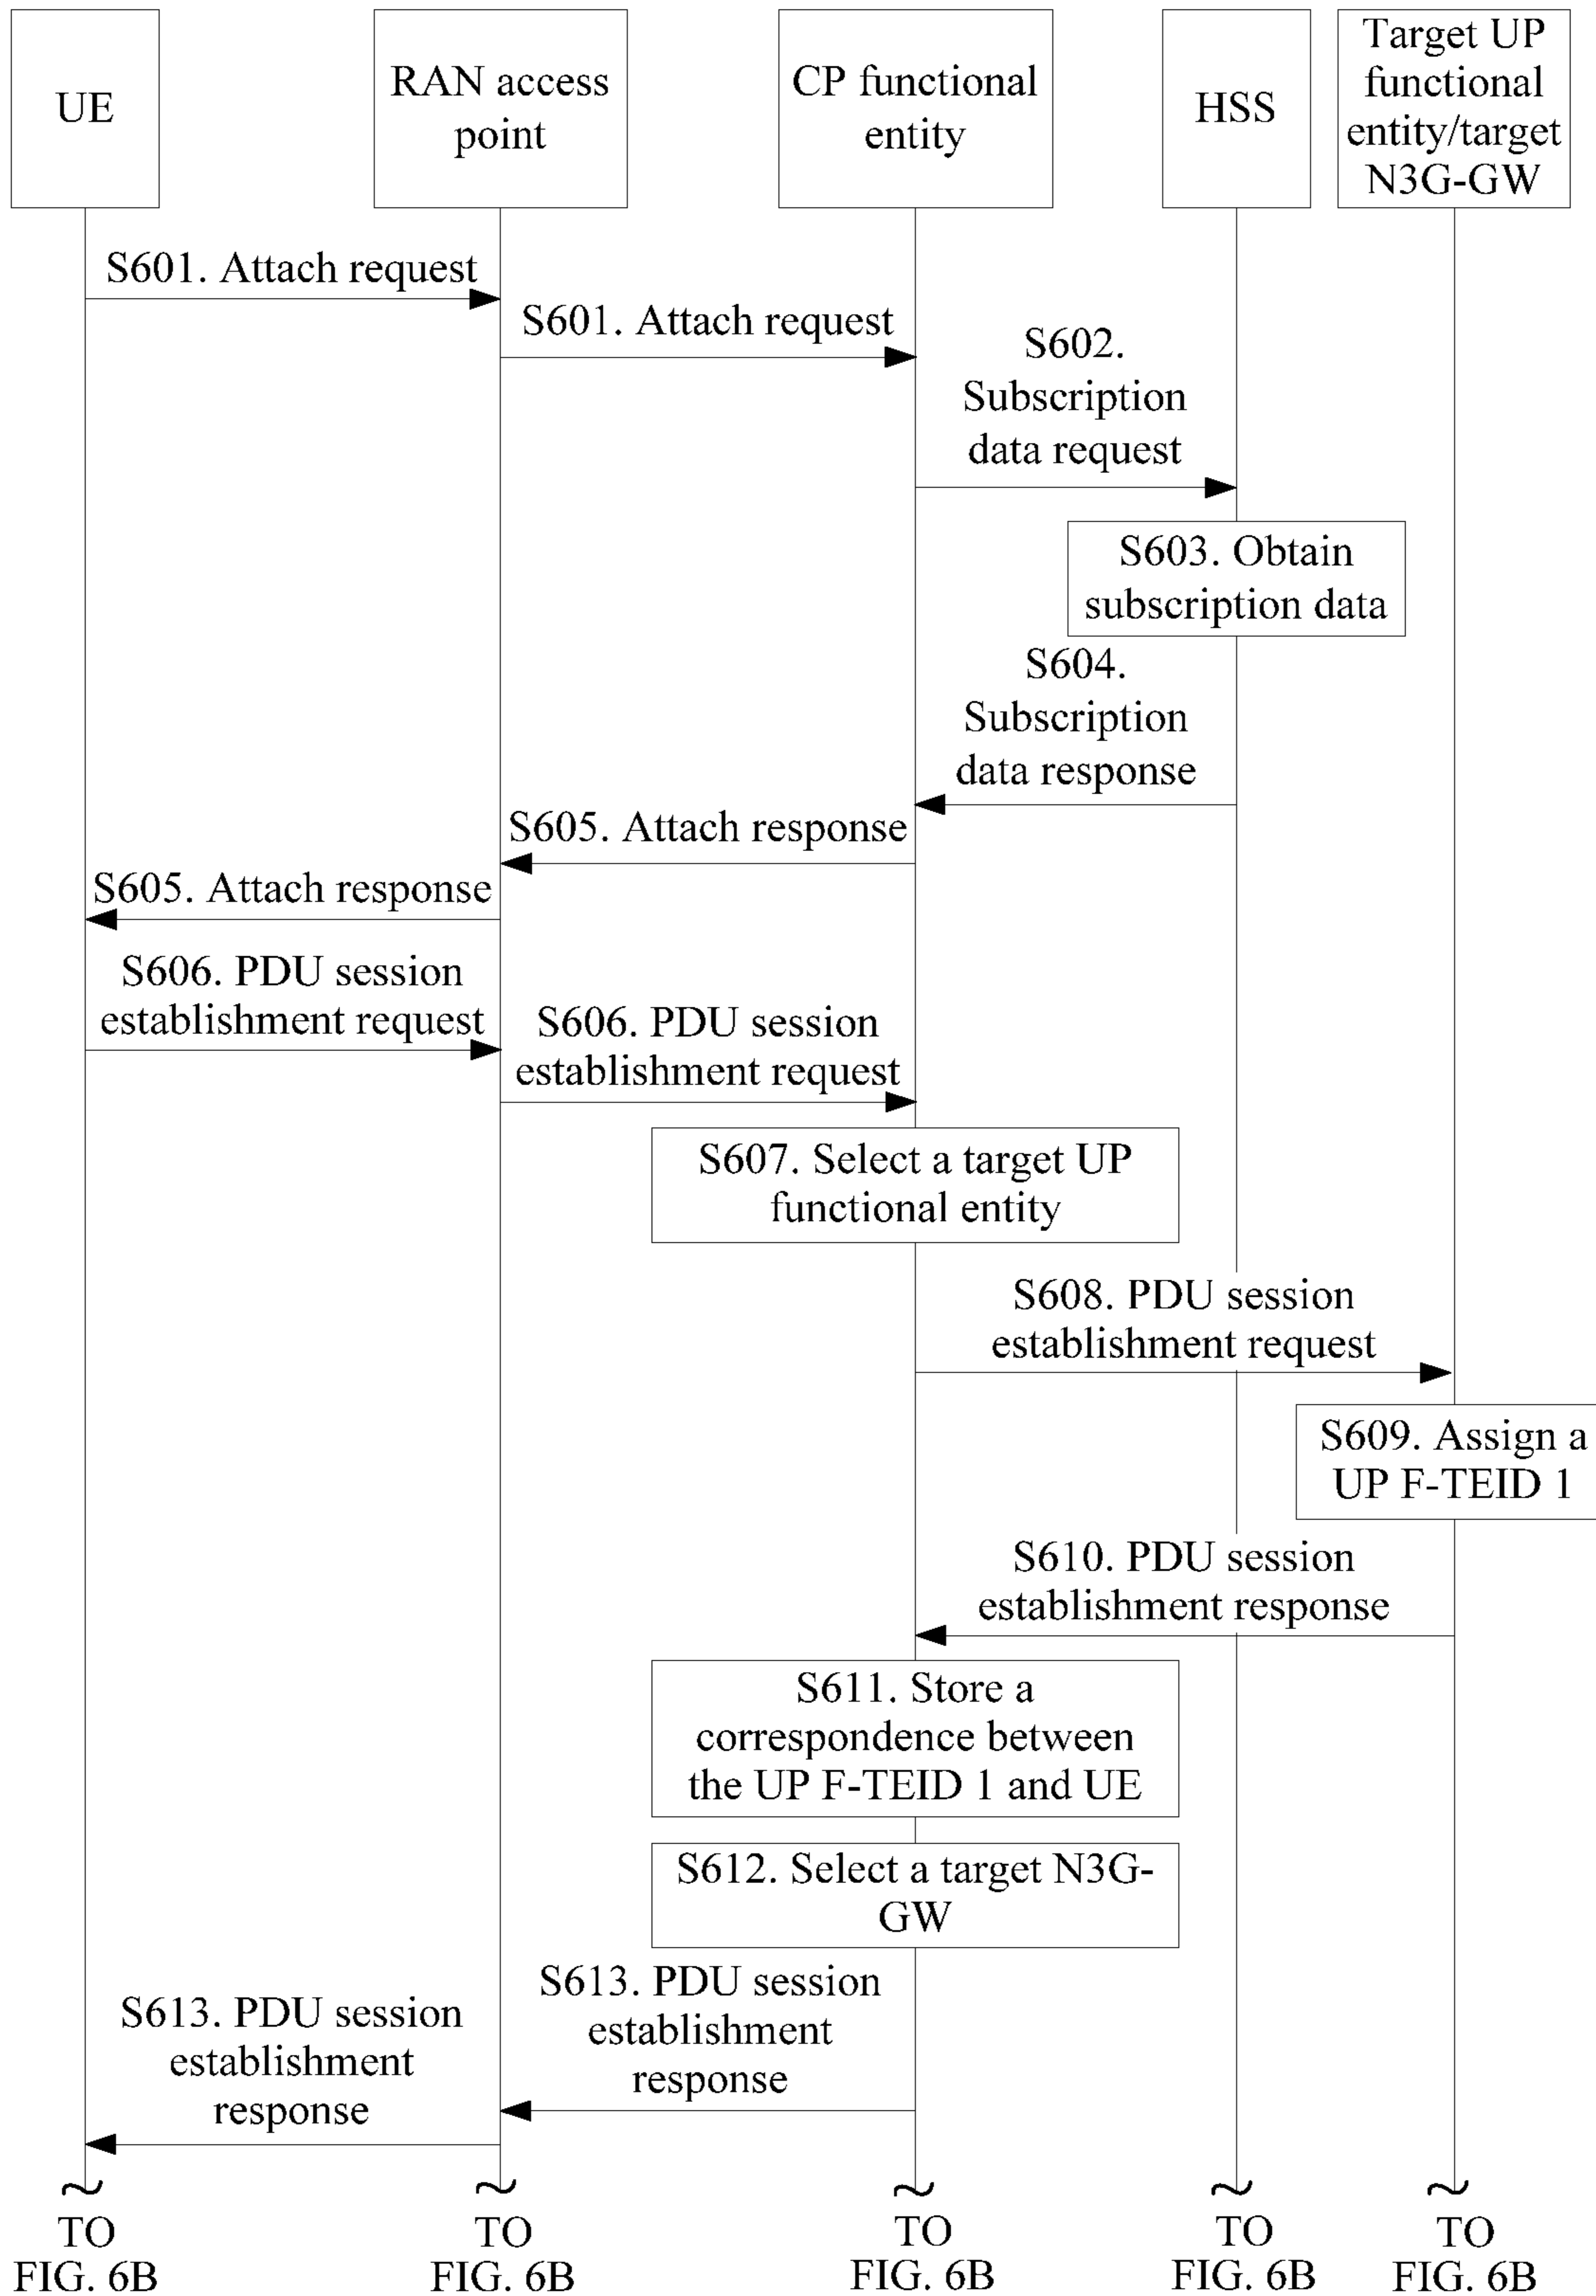 UE
RAN access
point
CP functional
entity
HSS
Target UP
functional
entity/target
N3G-GW
S601. Attach request
S601. Attach request
S602.
Subscription
data request
S603. Obtain
subscription data
S604.
Subscription
data response
S605. Attach response
S605. Attach response
S606. PDU session
establishment request
S606. PDU session
establishment request
S607. Select a target UP
functional entity
S608. PDU session
establishment request
S609. Assign a
UP F-TEID 1
S610. PDU session
establishment response
S611. Store a
correspondence between
the UP F-TEID 1 and UE
S612. Select a target N3G-
GW
S613. PDU session
establishment
response
S613. PDU session
establishment
response
TO
FIG. 6B
TO
FIG. 6B
TO
FIG. 6B
TO
FIG. 6B
TO
FIG. 6B